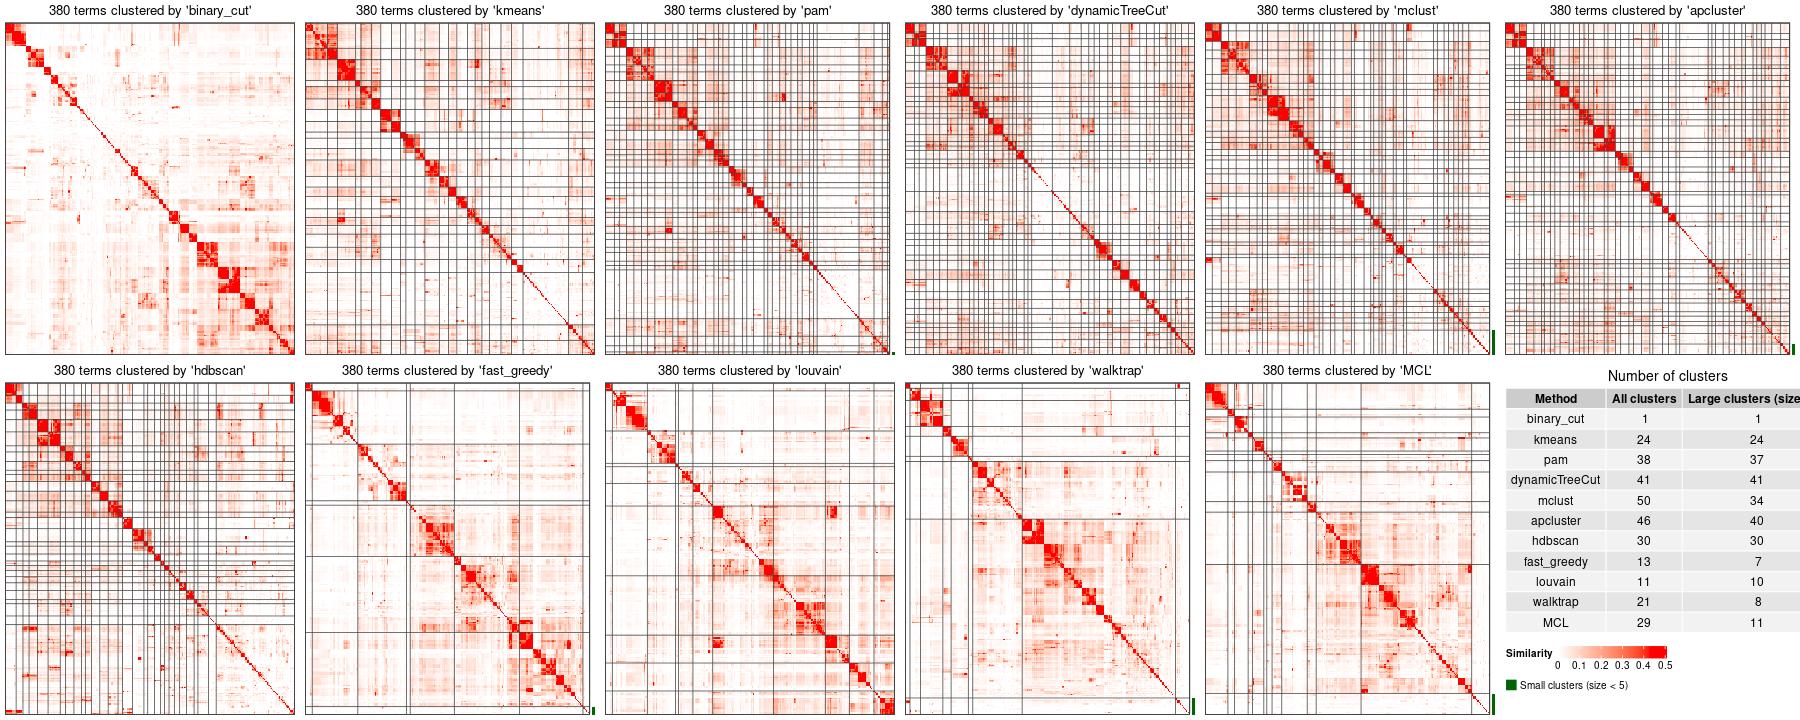 380 terms clustered by 'binary_cut'
380 terms clustered by 'kmeans'
380 terms clustered by 'pam'
380 terms clustered by 'dynamicTreeCut'
380 terms clustered by 'mclust'
380 terms clustered by 'apcluster'
380 terms clustered by 'hdbscan'
380 terms clustered by 'fast_greedy'
380 terms clustered by 'louvain'
380 terms clustered by 'walktrap'
380 terms clustered by 'MCL'
Number of clusters
Method All clusters Large clusters (size
binary_cut 1 1
kmeans 24 24
pam 38 37
dynamicTreeCut 41 41
mclust 50 34
apcluster 46 40
hdbscan 30 30
fast_greedy 13 7
louvain 11 10
walktrap 21 8
MCL 29 11
Similarity
0 0.1 0.2 0.3 0.4 0.5
Small clusters (size < 5)